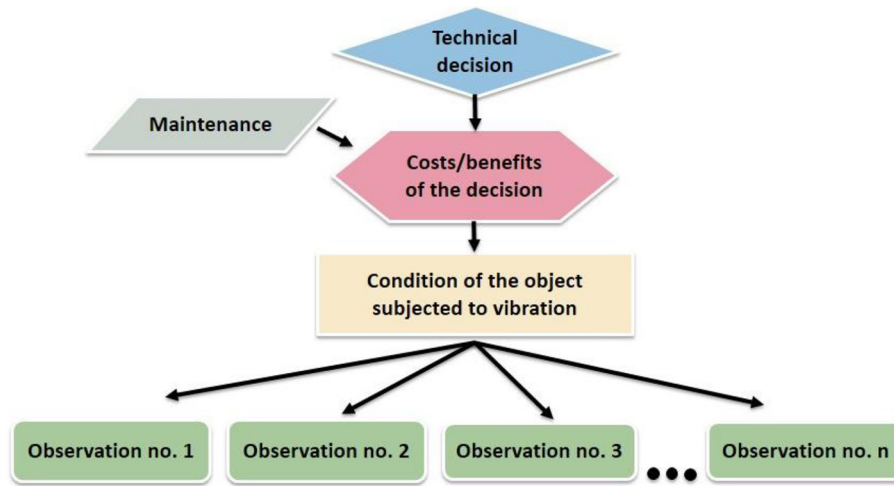 Technical
decision
Maintenance
Costs/benefits
of the decision
Condition of the object
subjected to vibration
Observation no. 1
Observation no. 2
Observation no. 3
Observation no. n